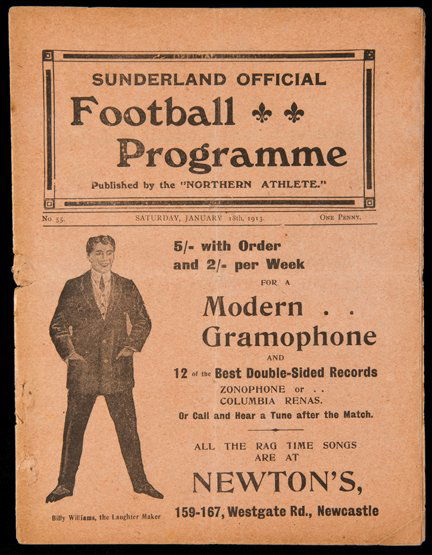 OFFICIAL
SUNDERLAND OFFICIAL
Football
Programme
Published by the "NORTHERN ATHLETE."
No. 55. SATURDAY, JANUARY 18th, 1913. ONE PENNY.
5/- with Order
and 2/- per Week
FOR A
Modern . .
Gramophone
AND
12 of the Best Double-Sided Records
ZONOPHONE or . .
COLUMBIA RENAS.
Or Call and Hear a Tune after the Match.
ALL THE RAG TIME SONGS
ARE AT
NEWTON'S,
159-167, Westgate Rd., Newcastle
Billy Williams, the Laughter Maker